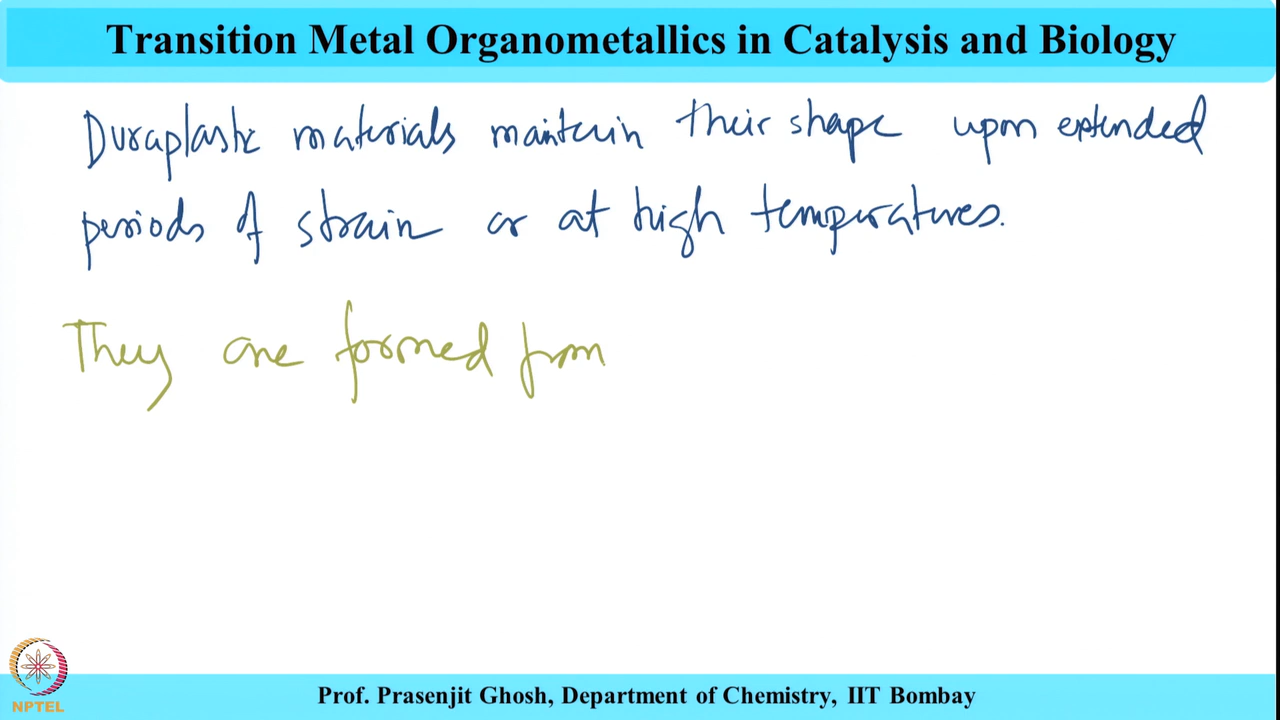 Transition Metal Organometallics in Catalysis and Biology
Duraplastic materials maintain their shape upon extended
periods of strain or at high temperatures.
They are formed from
Prof. Prasenjit Ghosh, Department of Chemistry, IIT Bombay
NPTEL